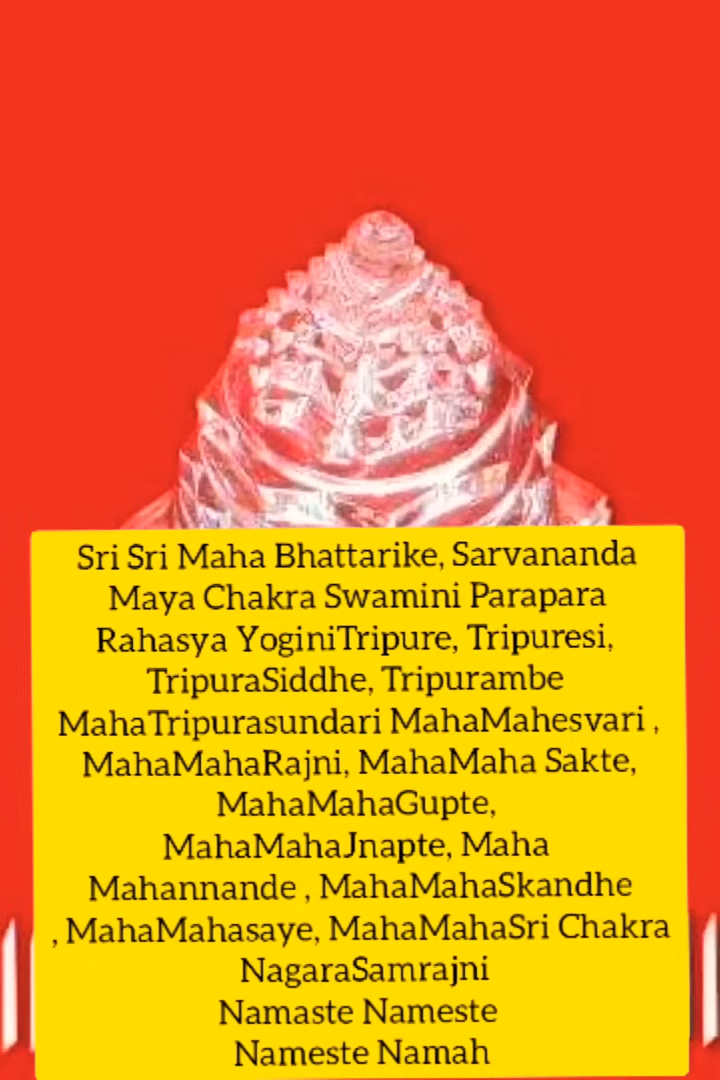 Sri Sri Maha Bhattarike, Sarvananda
Maya Chakra Swamini Parapara
Rahasya YoginiTripure, Tripuresi,
TripuraSiddhe, Tripurambe
MahaTripurasundari MahaMahesvari ,
MahaMahaRajni, MahaMaha Sakte,
MahaMahaGupte,
MahaMahaJnapte, Maha
Mahannande , MahaMahaSkandhe
, MahaMahasaye, MahaMahaSri Chakra
NagaraSamrajni
Namaste Nameste
Nameste Namah